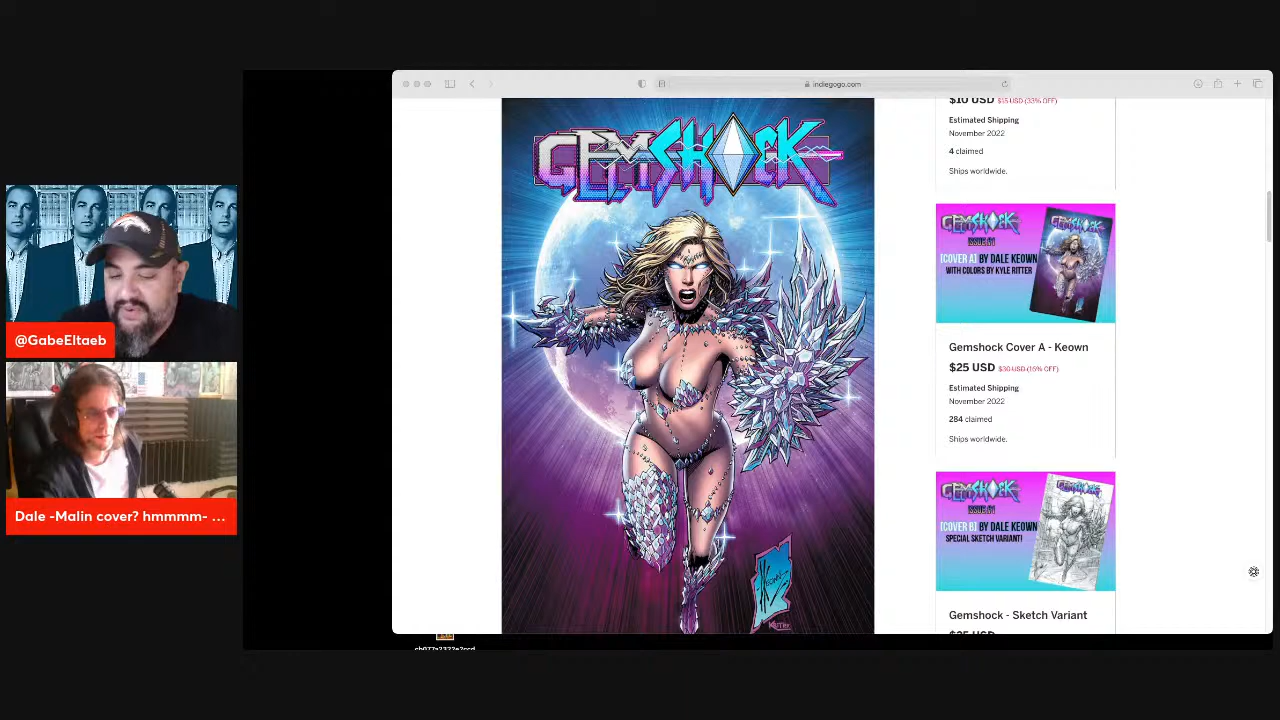 indiegogo.com
GEMSHOCK
KEOWN
$10 USD $15 USD (33% OFF)
Estimated Shipping
November 2022
4 claimed
Ships worldwide.
GEMSHOCK
ISSUE #1
[COVER A] BY DALE KEOWN
WITH COLORS BY KYLE RITTER
GEMSHOCK
Gemshock Cover A - Keown
$25 USD $30 USD (16% OFF)
Estimated Shipping
November 2022
284 claimed
Ships worldwide.
GEMSHOCK
ISSUE #1
[COVER B] BY DALE KEOWN
SPECIAL SKETCH VARIANT!
GEMSHOCK
Gemshock - Sketch Variant
@GabeEltaeb
Dale -Malin cover? hmmmm- ...